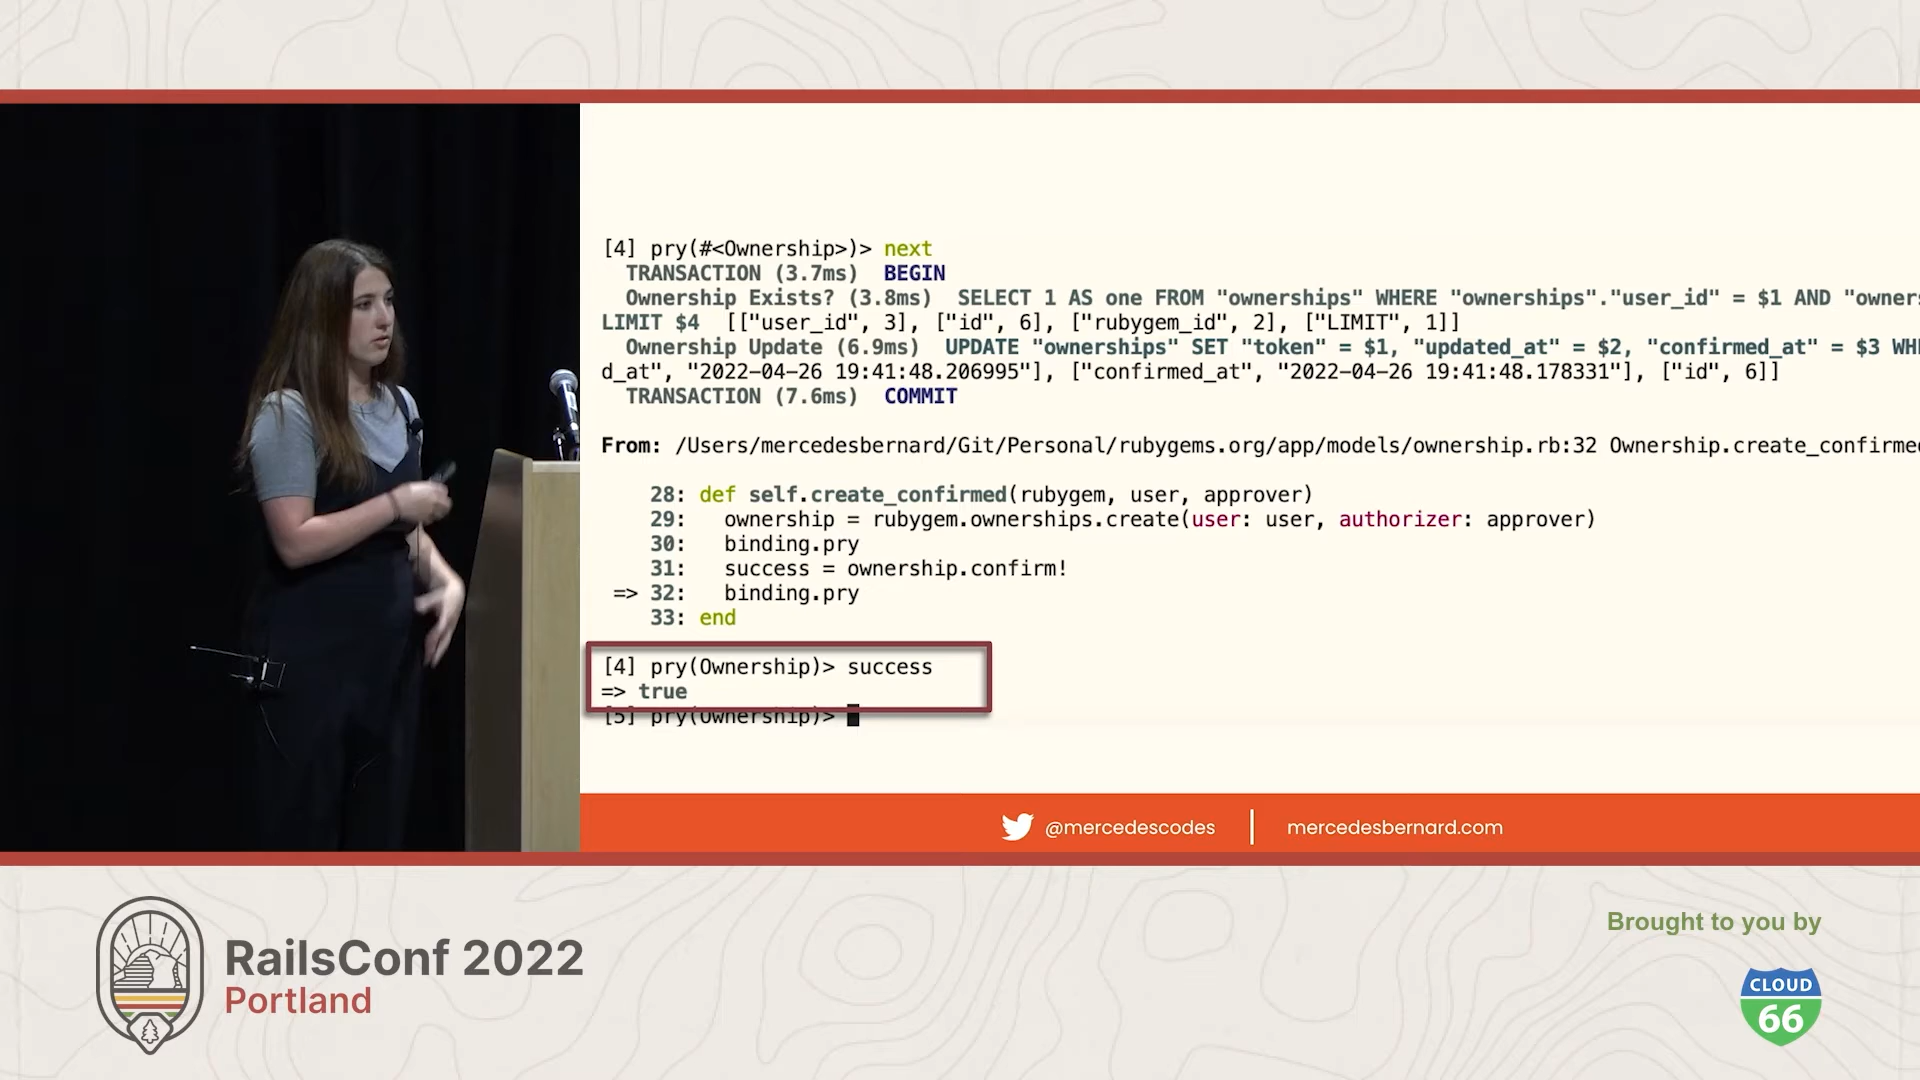 [4] pry(#<Ownership>)> next
TRANSACTION (3.7ms) BEGIN
Ownership Exists? (3.8ms) SELECT 1 AS one FROM "ownerships" WHERE "ownerships"."user_id" = $1 AND "owners
LIMIT $4 [["user_id", 3], ["id", 6], ["rubygem_id", 2], ["LIMIT", 1]]
Ownership Update (6.9ms) UPDATE "ownerships" SET "token" = $1, "updated_at" = $2, "confirmed_at" = $3 WHE
d_at", "2022-04-26 19:41:48.206995"], ["confirmed_at", "2022-04-26 19:41:48.178331"], ["id", 6]]
TRANSACTION (7.6ms) COMMIT
From: /Users/mercedesbernard/Git/Personal/rubygems.org/app/models/ownership.rb:32 Ownership.create_confirmed
28: def self.create_confirmed(rubygem, user, approver)
29: ownership = rubygem.ownerships.create(user: user, authorizer: approver)
30: binding.pry
31: success = ownership.confirm!
=> 32: binding.pry
33: end
[4] pry(Ownership)> success
=> true
[5] pry(Ownership)>
@mercedescodes
mercedesbernard.com
RailsConf 2022
Portland
Brought to you by
CLOUD
66